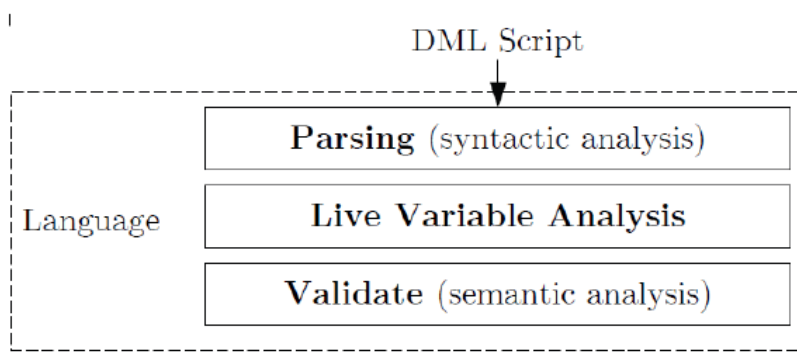 DML Script
Parsing (syntactic analysis)
Language
Live Variable Analysis
Validate (semantic analysis)